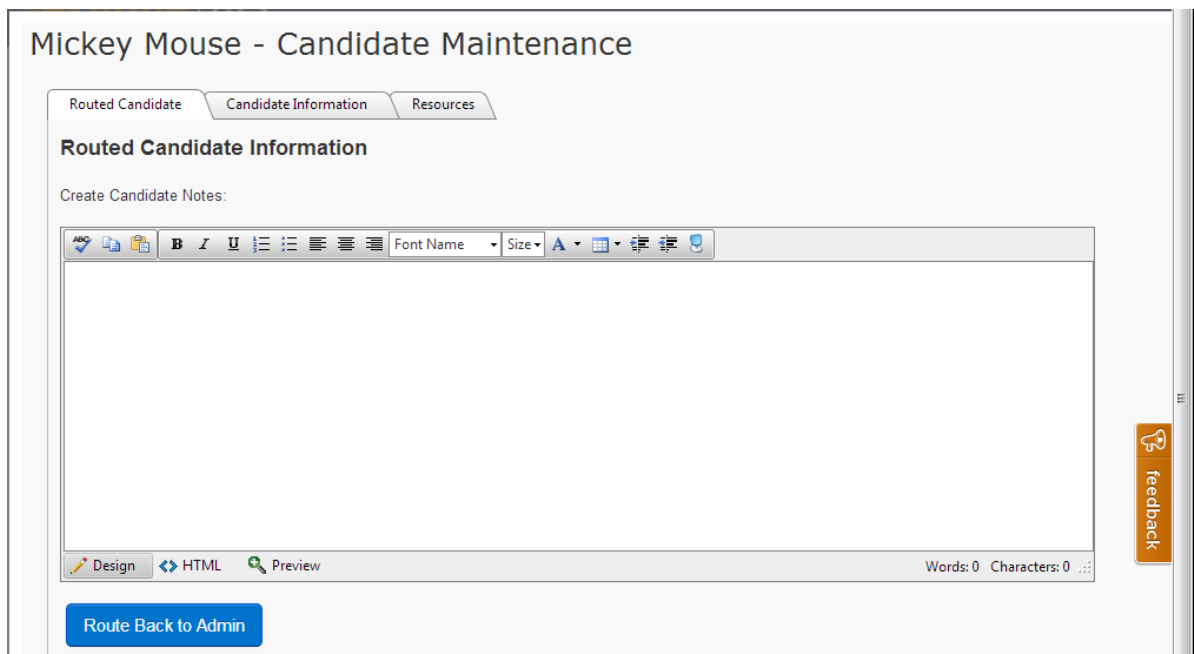 Mickey Mouse - Candidate Maintenance
Routed Candidate Candidate Information Resources
Routed Candidate Information
Create Candidate Notes:
ABC B I U Font Name Size A
feedback
Design HTML Preview Words: 0 Characters: 0
Route Back to Admin